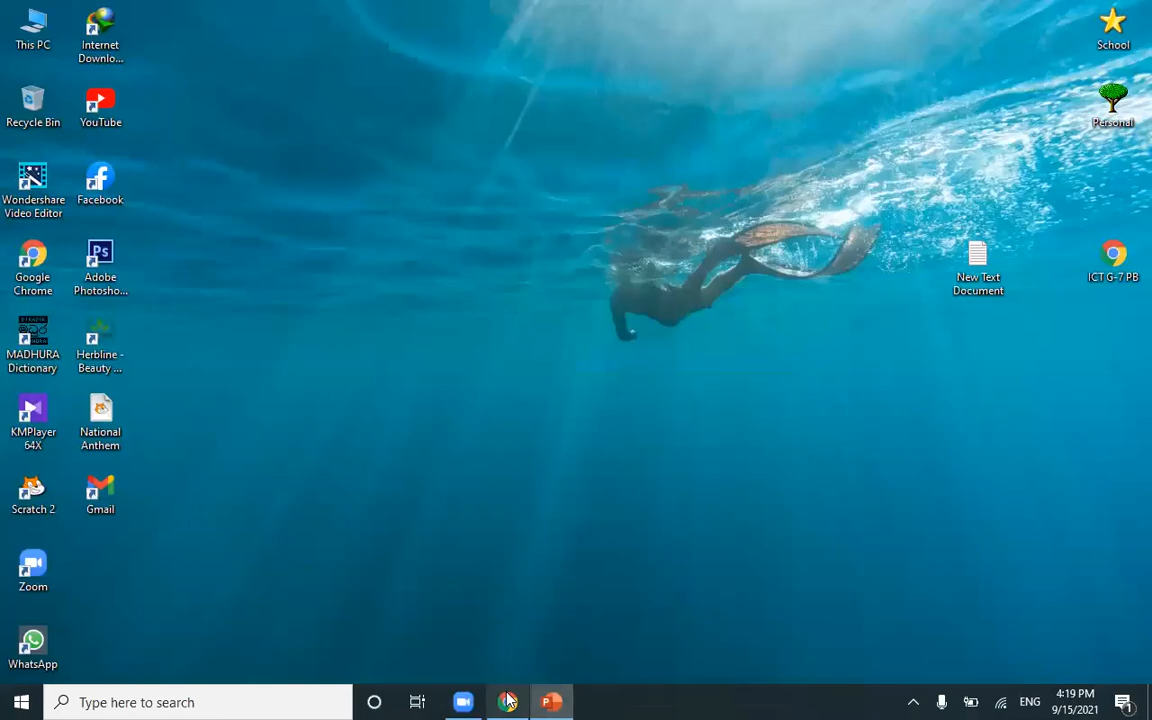 This PC
Internet
Downlo...
School
Recycle Bin
YouTube
Personal
Wondershare
Video Editor
Facebook
Google
Chrome
Ps
Adobe
Photosho...
New Text
Document
ICT G-7 PB
MADHURA
Dictionary
Herbline -
Beauty ...
KMPlayer
64X
National
Anthem
Scratch 2
Gmail
Zoom
WhatsApp
Type here to search
P
ENG
4:19 PM
9/15/2021
1